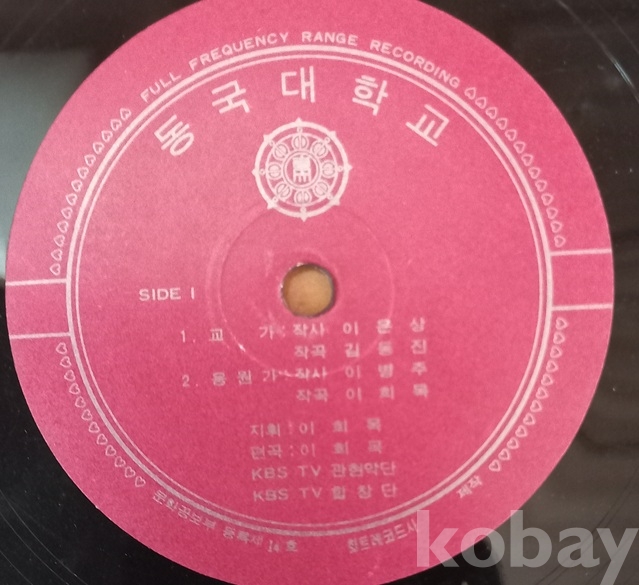 FULL FREQUENCY RANGE RECORDING
동국대학교
SIDE I
1. 교 가: 작사 이 은 상
작곡 김 동 진
2. 응 원 가: 작사 이 병 주
작곡 이 희 목
지휘: 이 희 목
편곡: 이 희 목
KBS TV 관현악단
KBS TV 합 창 단
문화공보부 등록제 14 호
힛트레코드사
제작
kobay